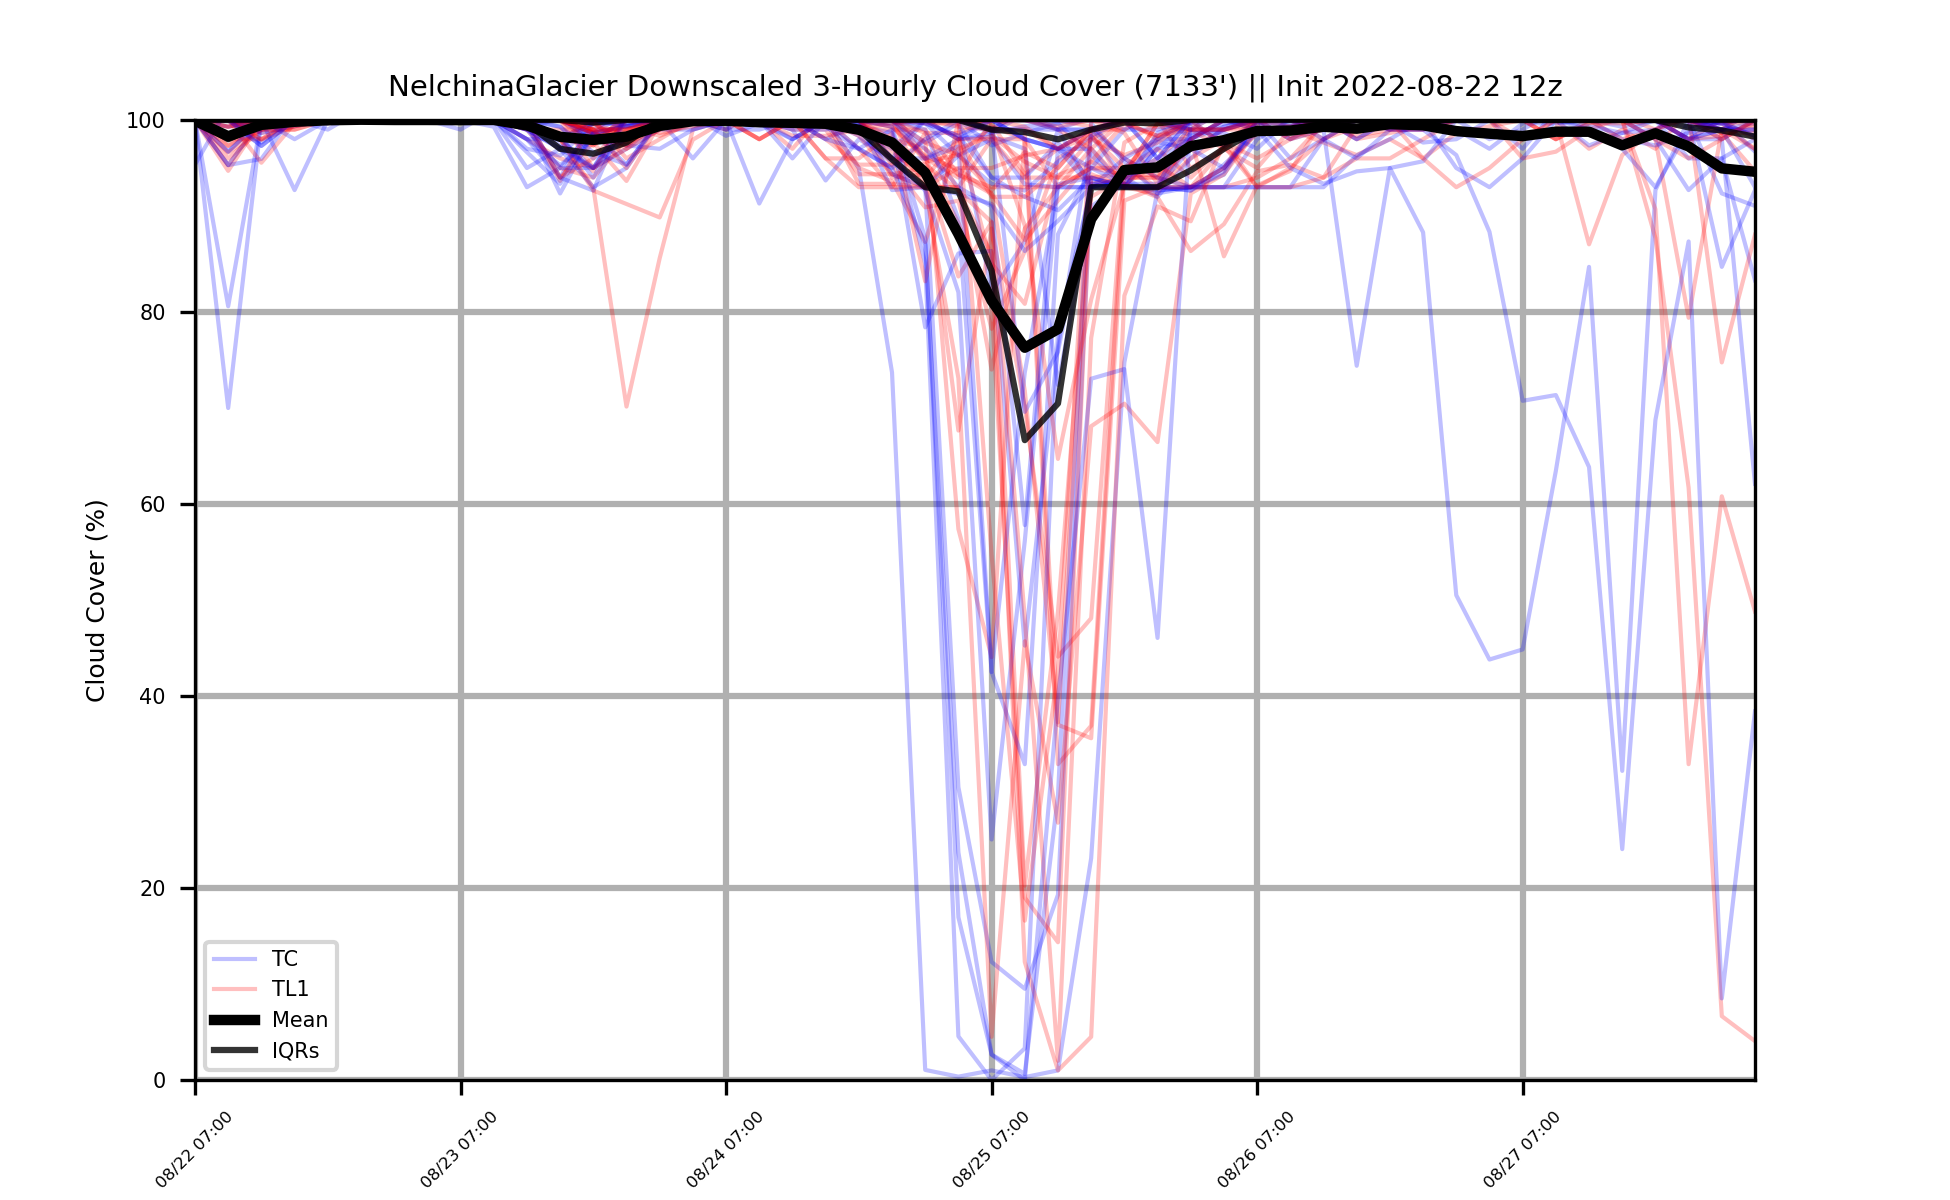 NelchinaGlacier Downscaled 3-Hourly Cloud Cover (7133') || Init 2022-08-22 12z
Cloud Cover (%)
100
80
60
40
20
0
TC
TL1
Mean
IQRs
08/22 07:00
08/23 07:00
08/24 07:00
08/25 07:00
08/26 07:00
08/27 07:00